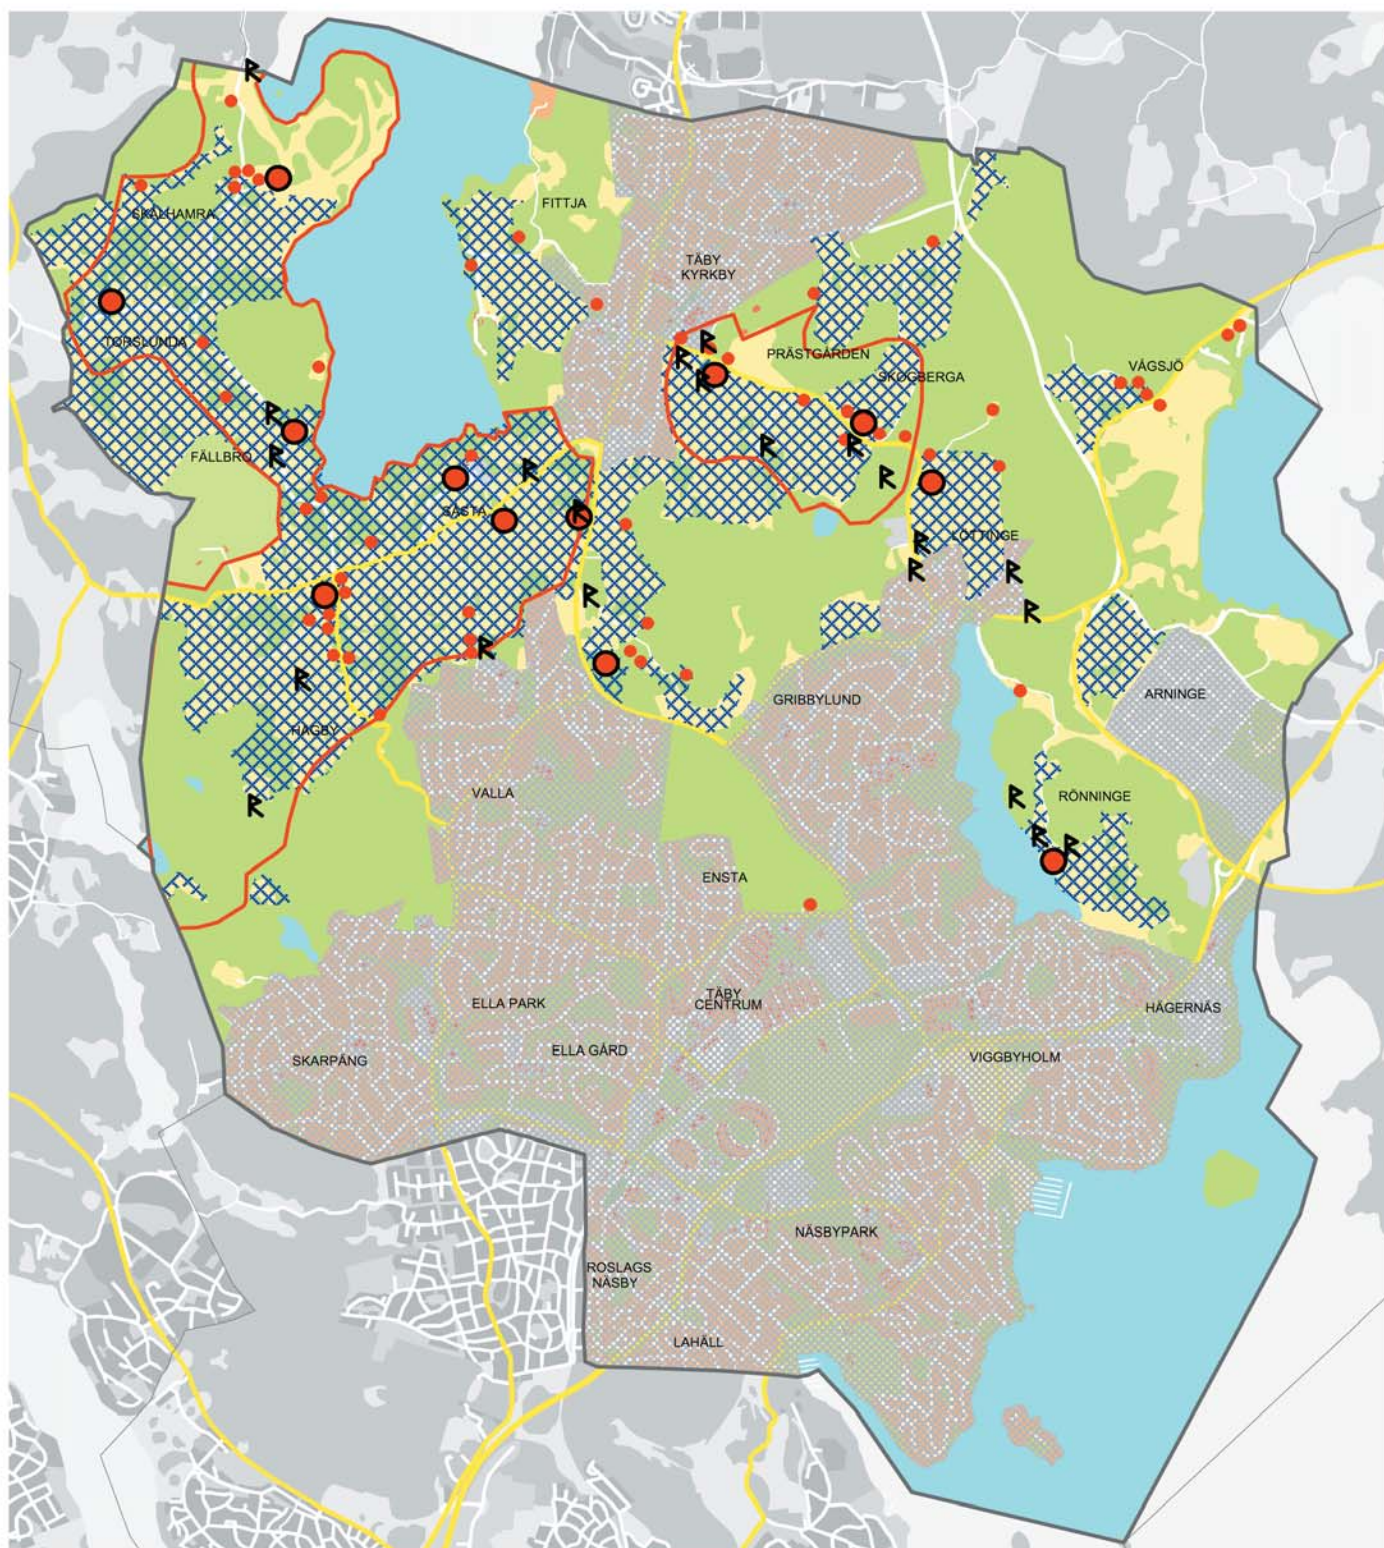 FITTJA
SKÅLHAMRA
TÄBY
KYRKBY
TORSLUNDA
PRÄSTGÅRDEN
SKOGBERGA
VÅGSJÖ
FÄLLBRO
SÄSTA
LÖTTINGE
ARNINGE
GRIBBYLUND
HAGBY
VALLA
RÖNNINGE
ENSTA
ELLA PARK
TÄBY
CENTRUM
HÄGERNÄS
SKARPÄNG
ELLA GÅRD
VIGGBYHOLM
NÄSBYPARK
ROSLAGS
NÄSBY
LAHÄLL